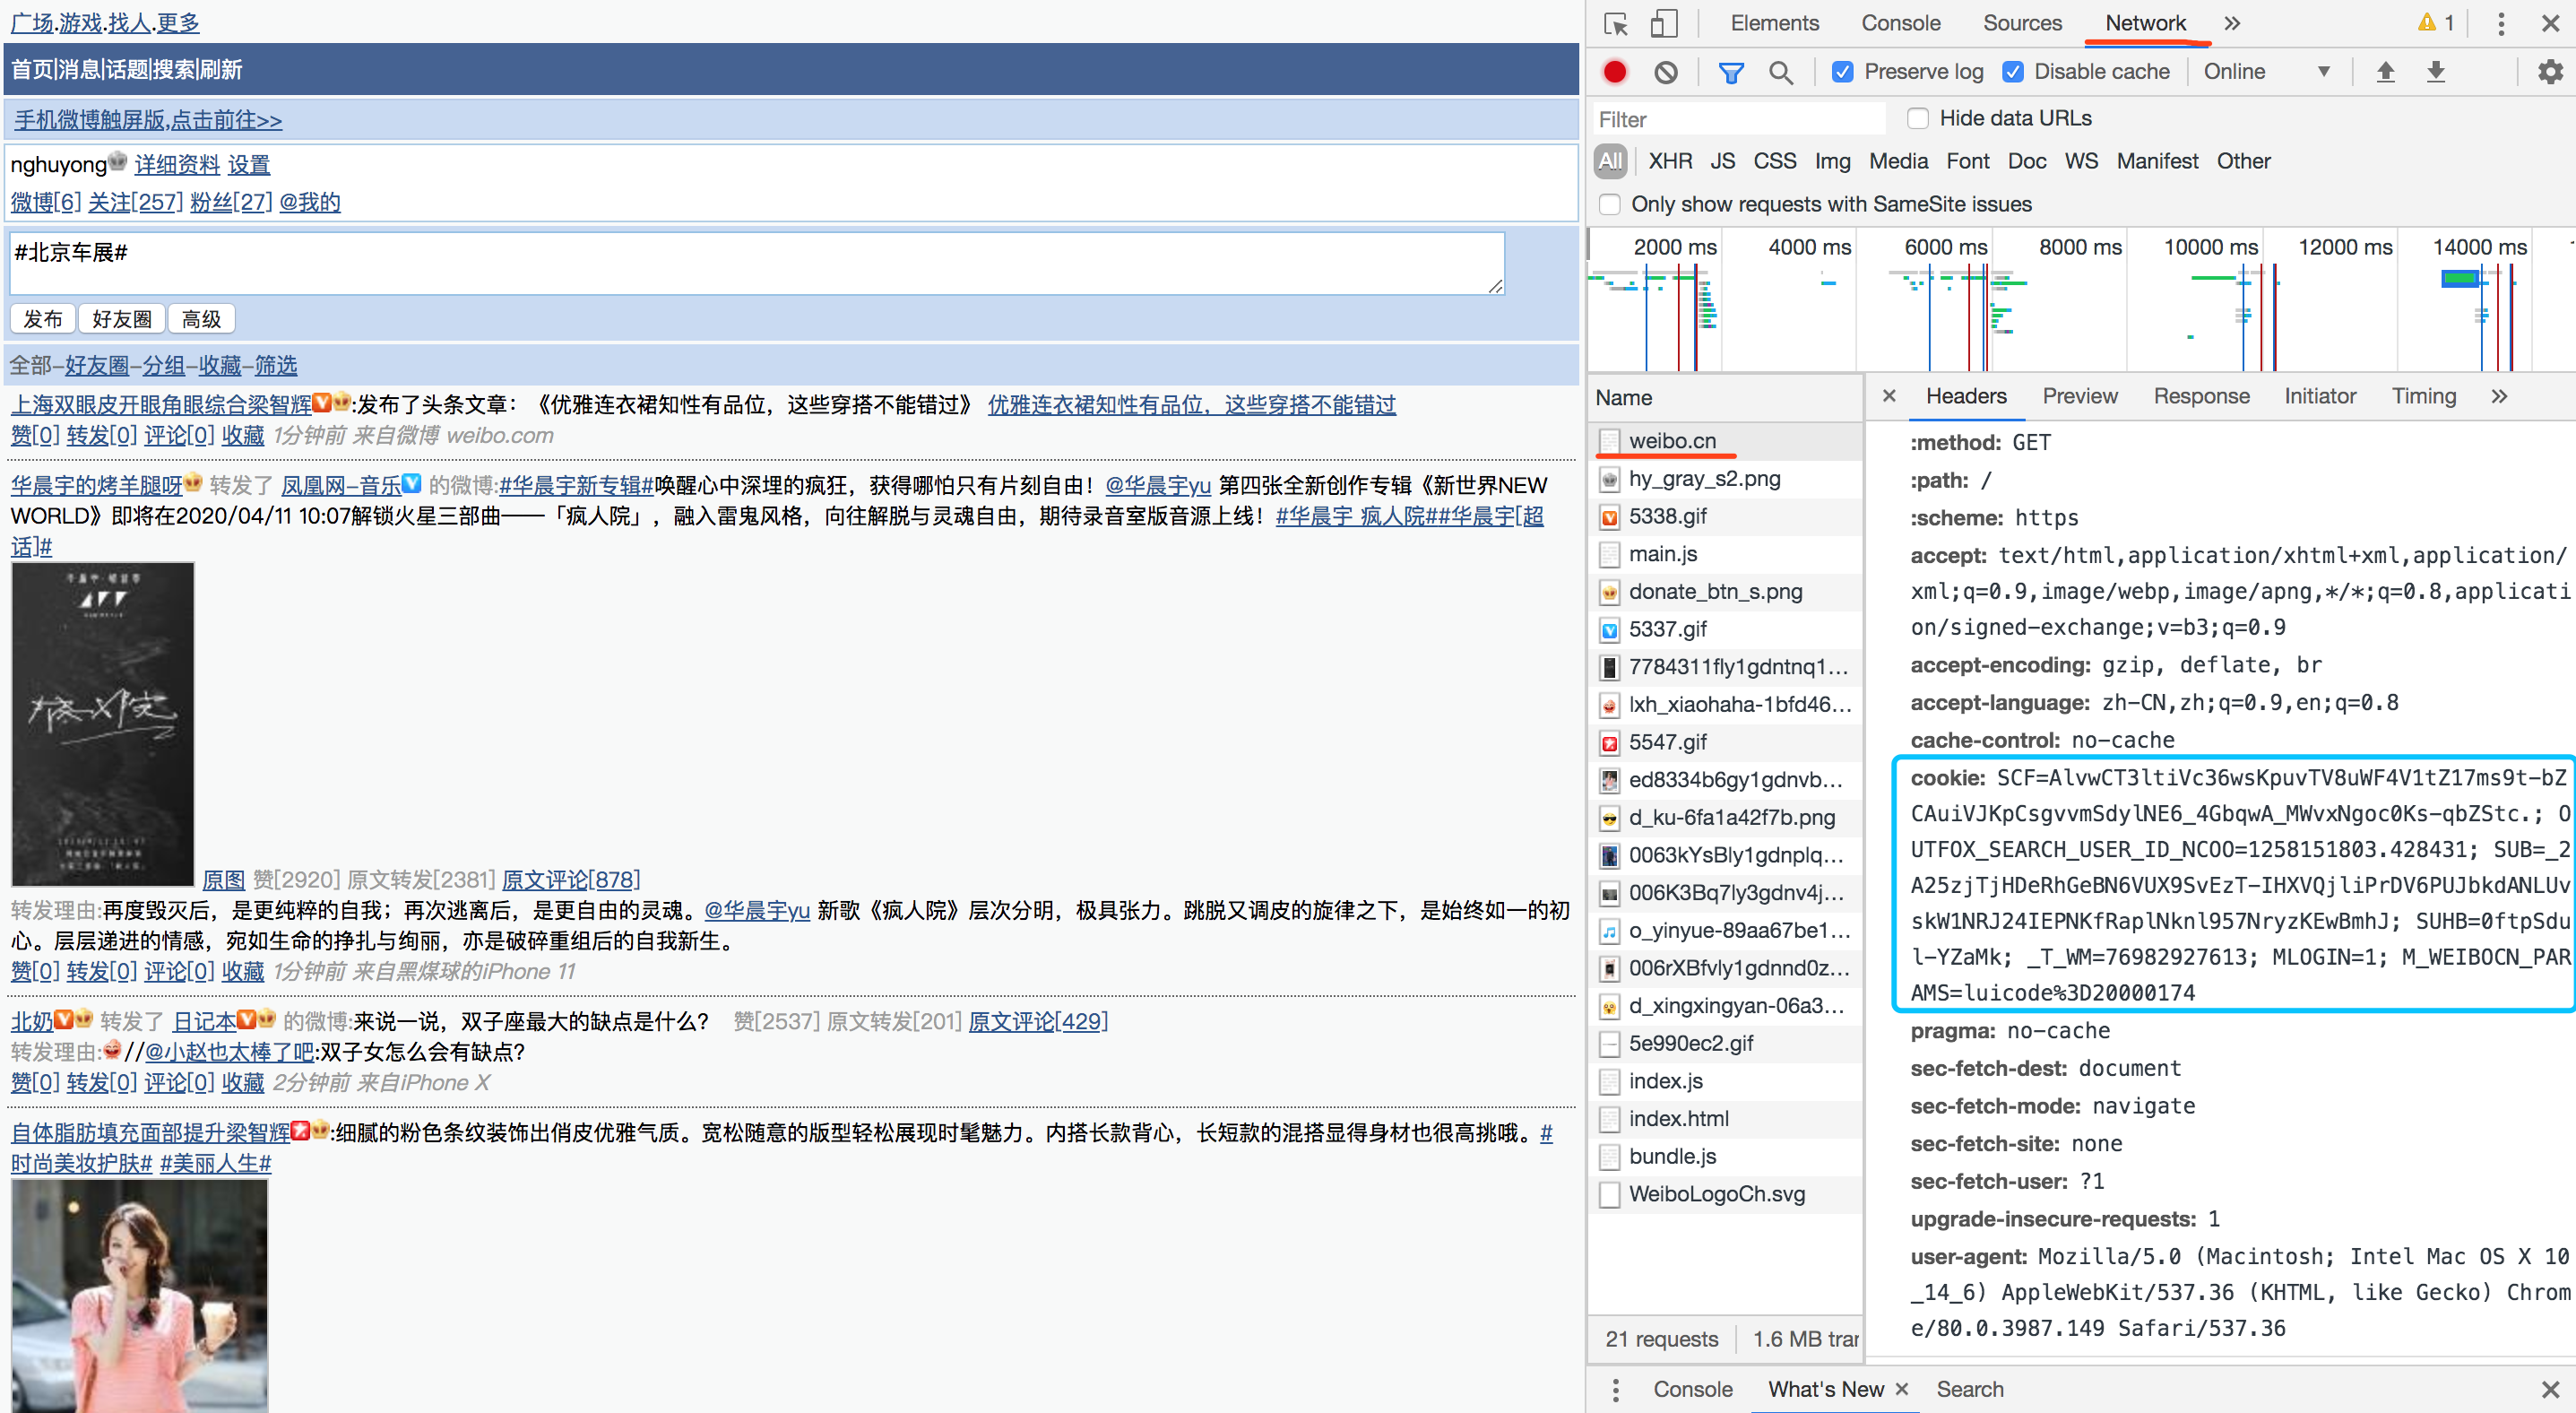 广场.游戏.找人.更多
首页|消息|话题|搜索|刷新
手机微博触屏版,点击前往>>
nghuyong 详细资料 设置
微博[6] 关注[257] 粉丝[27] @我的
#北京车展#
发布 好友圈 高级
全部-好友圈-分组-收藏-筛选
上海双眼皮开眼角眼综合梁智辉:发布了头条文章：《优雅连衣裙知性有品位，这些穿搭不能错过》 优雅连衣裙知性有品位，这些穿搭不能错过
赞[0] 转发[0] 评论[0] 收藏 1分钟前 来自微博 weibo.com
华晨宇的烤羊腿呀 转发了 凤凰网-音乐 的微博:#华晨宇新专辑#唤醒心中深埋的疯狂，获得哪怕只有片刻自由！@华晨宇yu 第四张全新创作专辑《新世界NEW
WORLD》即将在2020/04/11 10:07解锁火星三部曲——「疯人院」，融入雷鬼风格，向往解脱与灵魂自由，期待录音室版音源上线！#华晨宇 疯人院##华晨宇[超
话]#
疯人院
原图 赞[2920] 原文转发[2381] 原文评论[878]
转发理由:再度毁灭后，是更纯粹的自我；再次逃离后，是更自由的灵魂。@华晨宇yu 新歌《疯人院》层次分明，极具张力。跳脱又调皮的旋律之下，是始终如一的初
心。层层递进的情感，宛如生命的挣扎与绚丽，亦是破碎重组后的自我新生。
赞[0] 转发[0] 评论[0] 收藏 1分钟前 来自黑煤球的iPhone 11
北奶 转发了 日记本 的微博:来说一说，双子座最大的缺点是什么？ 赞[2537] 原文转发[201] 原文评论[429]
转发理由://@小赵也太棒了吧:双子女怎么会有缺点?
赞[0] 转发[0] 评论[0] 收藏 2分钟前 来自iPhone X
自体脂肪填充面部提升梁智辉:细腻的粉色条纹装饰出俏皮优雅气质。宽松随意的版型轻松展现时髦魅力。内搭长款背心，长短款的混搭显得身材也很高挑哦。#
时尚美妆护肤# #美丽人生#
Elements Console Sources Network 1
Preserve log Disable cache Online
Filter Hide data URLs
All XHR JS CSS Img Media Font Doc WS Manifest Other
Only show requests with SameSite issues
2000 ms 4000 ms 6000 ms 8000 ms 10000 ms 12000 ms 14000 ms
Name
weibo.cn
hy_gray_s2.png
5338.gif
main.js
donate_btn_s.png
5337.gif
7784311fly1gdntnq1…
lxh_xiaohaha-1bfd46…
5547.gif
ed8334b6gy1gdnvb…
d_ku-6fa1a42f7b.png
0063kYsBly1gdnplq…
006K3Bq7ly3gdnv4j…
o_yinyue-89aa67be1…
006rXBfvly1gdnnd0z…
d_xingxingyan-06a3…
5e990ec2.gif
index.js
index.html
bundle.js
WeiboLogoCh.svg
21 requests 1.6 MB trar
Headers Preview Response Initiator Timing
:method: GET
:path: /
:scheme: https
accept: text/html,application/xhtml+xml,application/
xml;q=0.9,image/webp,image/apng,*/*;q=0.8,applicati
on/signed-exchange;v=b3;q=0.9
accept-encoding: gzip, deflate, br
accept-language: zh-CN,zh;q=0.9,en;q=0.8
cache-control: no-cache
cookie: SCF=AlvwCT3ltiVc36wsKpuvTV8uWF4V1tZ17ms9t-bZ
CAuiVJKpCsgvvmSdylNE6_4GbqwA_MWvxNgoc0Ks-qbZStc.; O
UTFOX_SEARCH_USER_ID_NCOO=1258151803.428431; SUB=_2
A25zjTjHDeRhGeBN6VUX9SvEzT-IHXVQjliPrDV6PUJbkdANLUv
skW1NRJ24IEPNKfRaplNknl957NryzKEwBmhJ; SUHB=0ftpSdu
l-YZaMk; _T_WM=76982927613; MLOGIN=1; M_WEIBOCN_PAR
AMS=luicode%3D20000174
pragma: no-cache
sec-fetch-dest: document
sec-fetch-mode: navigate
sec-fetch-site: none
sec-fetch-user: ?1
upgrade-insecure-requests: 1
user-agent: Mozilla/5.0 (Macintosh; Intel Mac OS X 10
_14_6) AppleWebKit/537.36 (KHTML, like Gecko) Chrom
e/80.0.3987.149 Safari/537.36
Console What's New Search